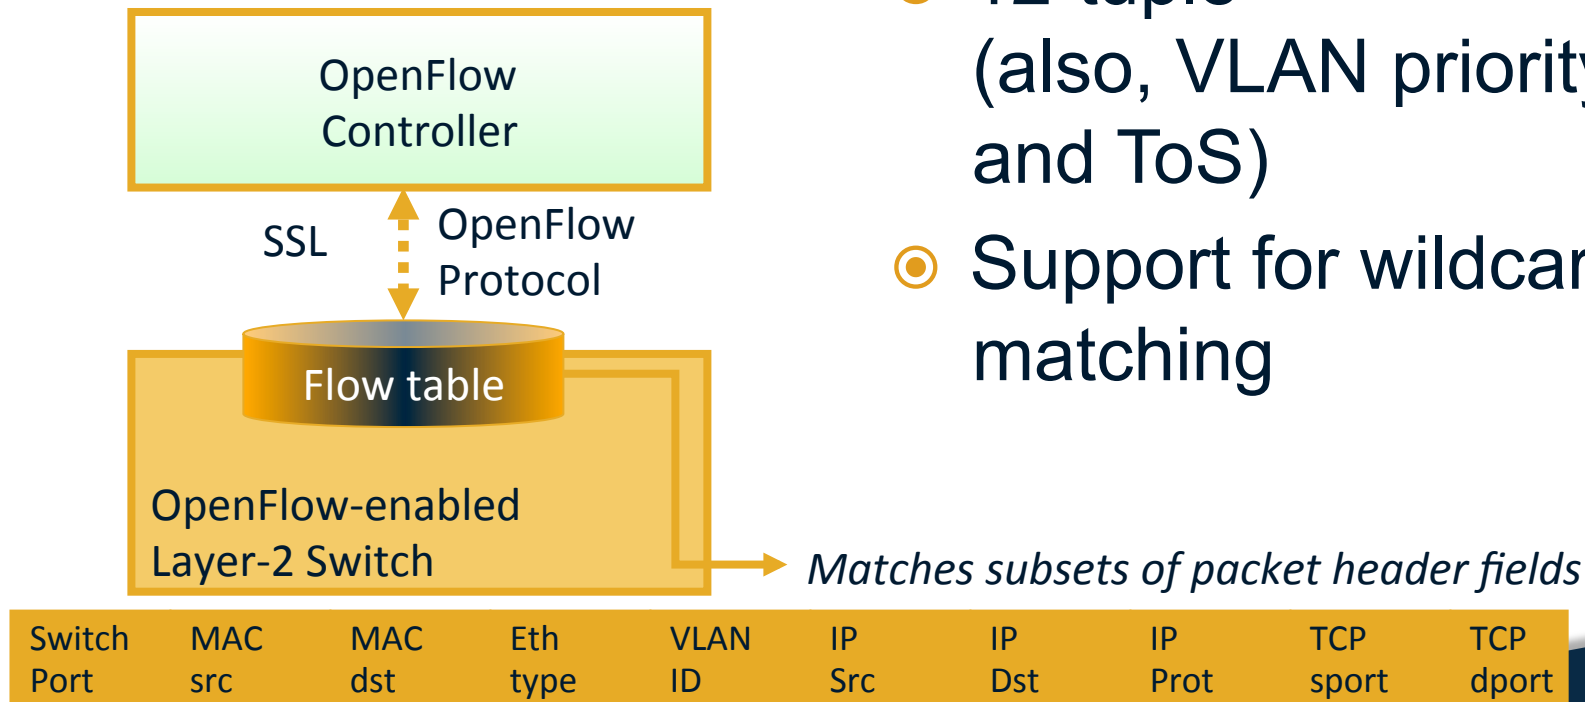 OpenFlow
Controller
SSL
OpenFlow
Protocol
Flow table
OpenFlow-enabled
Layer-2 Switch
(also, VLAN priority
and ToS)
Support for
matching
Matches subsets of packet header fields
Switch Port
MAC src
MAC dst
Eth type
VLAN ID
IP Src
IP Dst
IP Prot
TCP sport
TCP dport